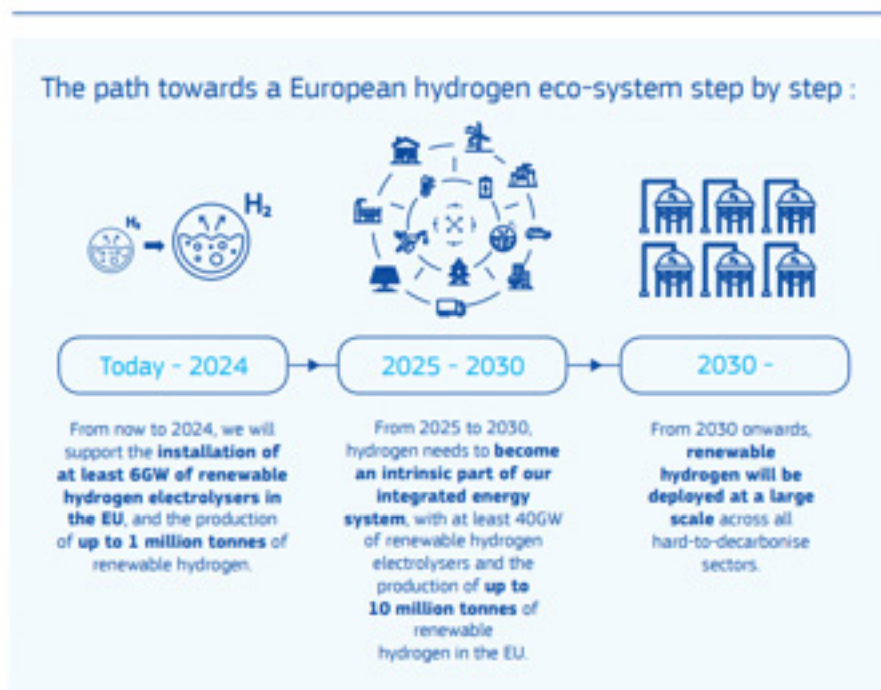 The path towards a European hydrogen eco-system step by step :
H₂
H₂
Today - 2024
From now to 2024, we will
support the installation of
at least 6GW of renewable
hydrogen electrolysers in
the EU, and the production
of up to 1 million tonnes of
renewable hydrogen.
2025 - 2030
From 2025 to 2030,
hydrogen needs to become
an intrinsic part of our
integrated energy
system, with at least 40GW
of renewable hydrogen
electrolysers and the
production of up to
10 million tonnes of
renewable
hydrogen in the EU.
2030 -
From 2030 onwards,
renewable
hydrogen will be
deployed at a large
scale across all
hard-to-decarbonise
sectors.